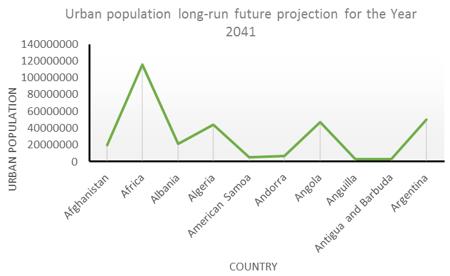 Urban population long-run future projection for the Year
2041
140000000
120000000
100000000
80000000
60000000
40000000
20000000
0
URBAN POPULATION
Afghanistan
Africa
Albania
Algeria
American Samoa
Andorra
Angola
Anguilla
Antigua and Barbuda
Argentina
COUNTRY